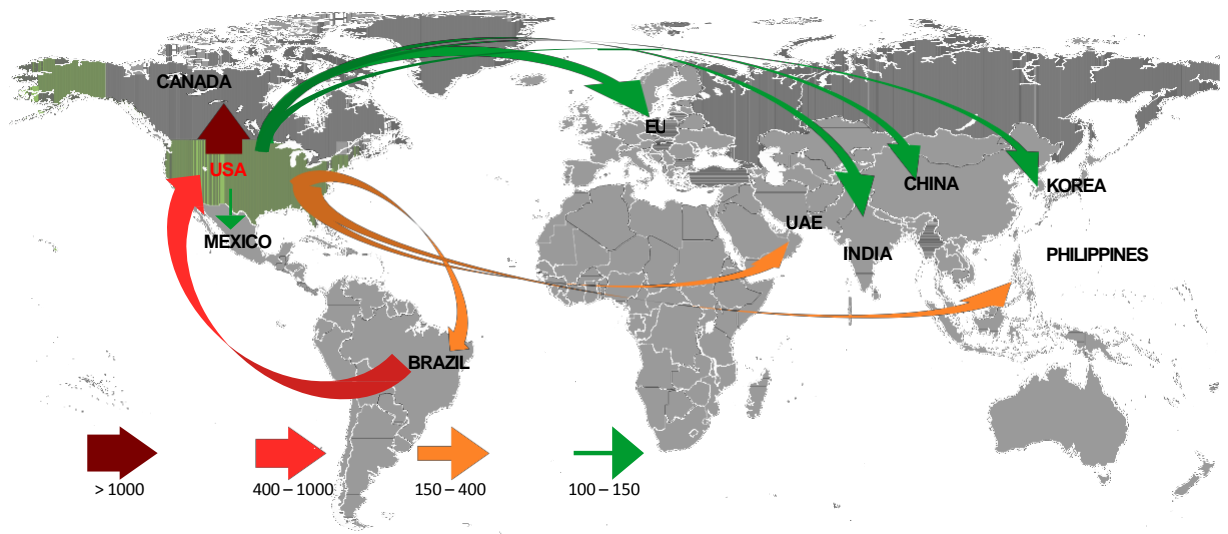 CANADA
EU
USA
CHINA
KOREA
UAE
MEXICO
INDIA
PHILIPPINES
BRAZIL
> 1000
400 – 1000
150 – 400
100 – 150